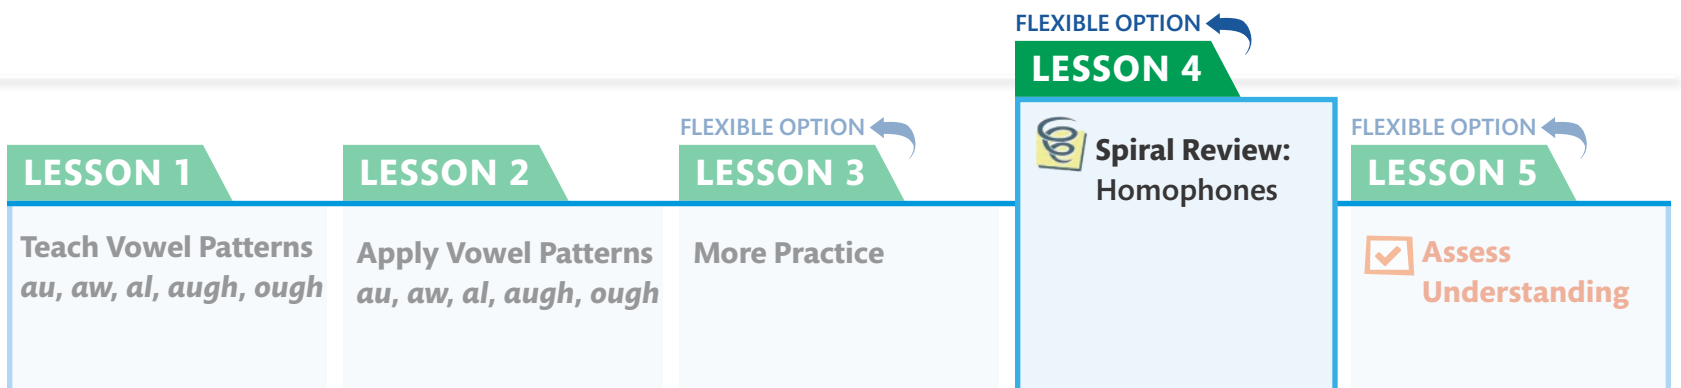 LESSON 1
Teach Vowel Patterns
au, aw, al, augh, ough
LESSON 2
Apply Vowel Patterns
au, aw, al, augh, ough
FLEXIBLE OPTION
LESSON 3
More Practice
FLEXIBLE OPTION
LESSON 4
Spiral Review:
Homophones
FLEXIBLE OPTION
LESSON 5
Assess
Understanding